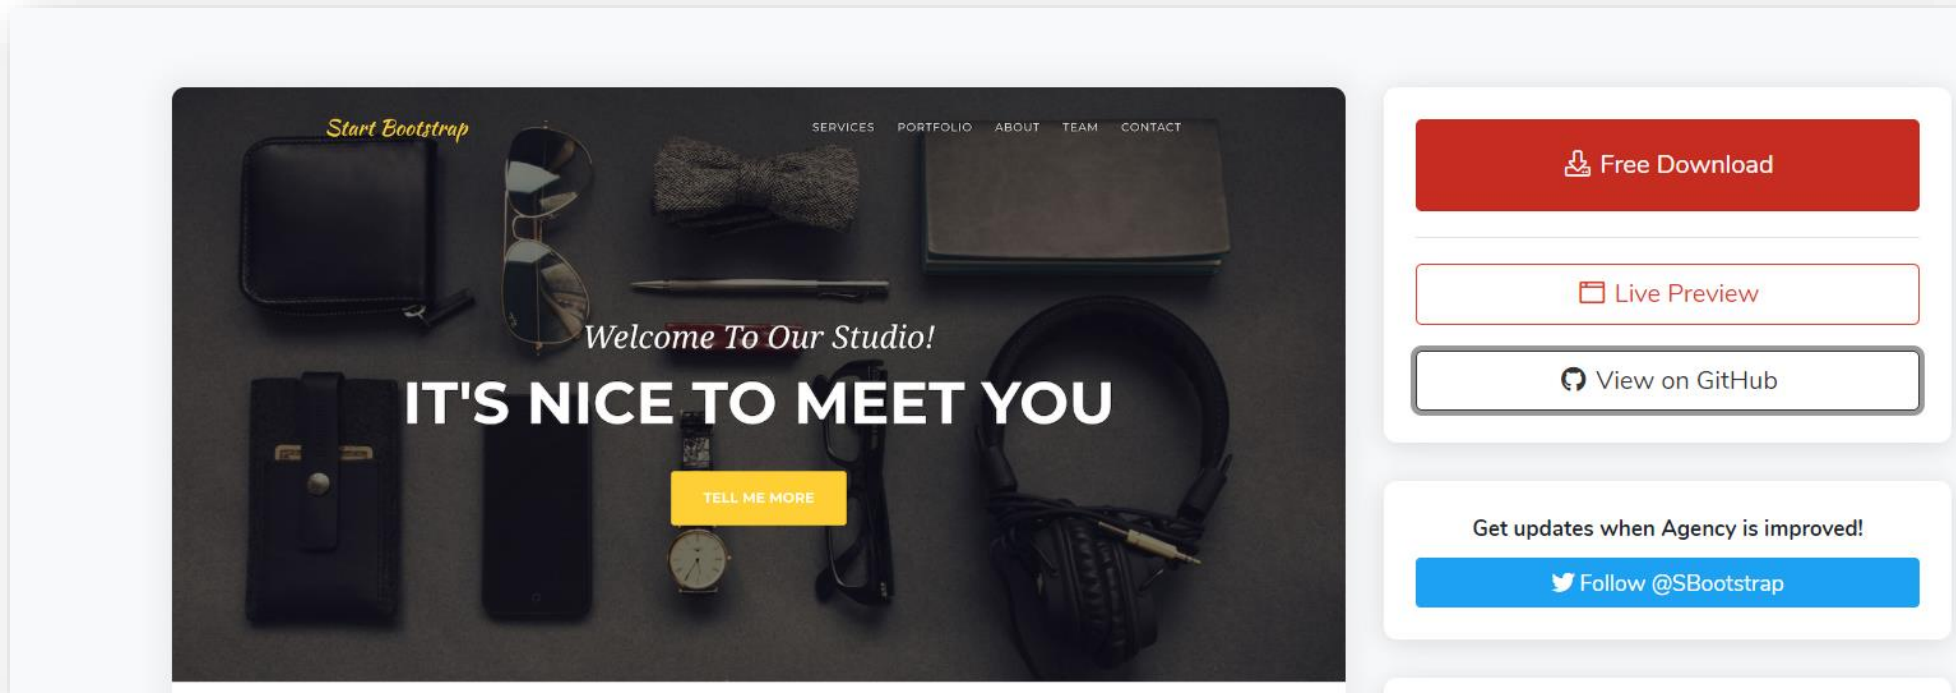 Start Bootstrap
SERVICES PORTFOLIO ABOUT TEAM CONTACT
Welcome To Our Studio!
IT'S NICE TO MEET YOU
TELL ME MORE
Free Download
Live Preview
View on GitHub
Get updates when Agency is improved!
Follow @SBootstrap